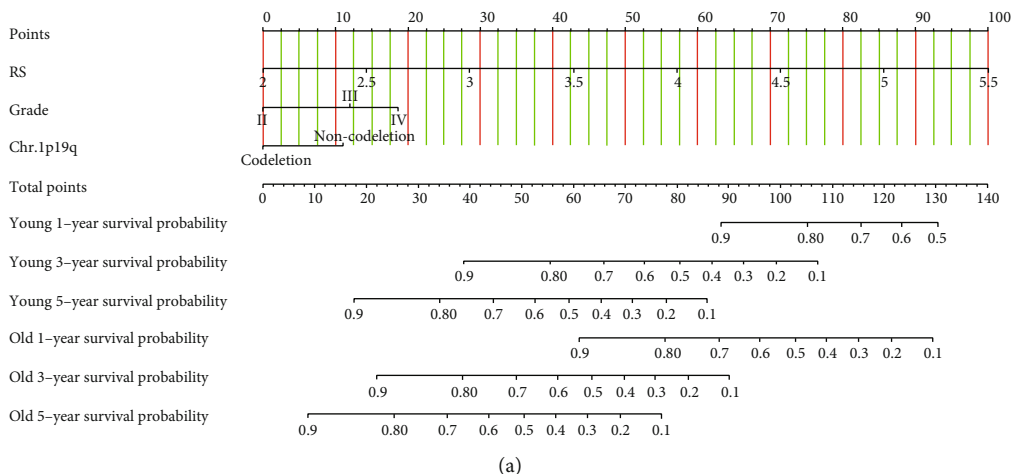 Points 0 10 20 30 40 50 60 70 80 90 100
RS 2 2.5 3 3.5 4 4.5 5 5.5
Grade II III IV
Chr.1p19q Codeletion Non-codeletion
Total points 0 10 20 30 40 50 60 70 80 90 100 110 120 130 140
Young 1–year survival probability 0.9 0.80 0.7 0.6 0.5
Young 3–year survival probability 0.9 0.80 0.7 0.6 0.5 0.4 0.3 0.2 0.1
Young 5–year survival probability 0.9 0.80 0.7 0.6 0.5 0.4 0.3 0.2 0.1
Old 1–year survival probability 0.9 0.80 0.7 0.6 0.5 0.4 0.3 0.2 0.1
Old 3–year survival probability 0.9 0.80 0.7 0.6 0.5 0.4 0.3 0.2 0.1
Old 5–year survival probability 0.9 0.80 0.7 0.6 0.5 0.4 0.3 0.2 0.1
(a)